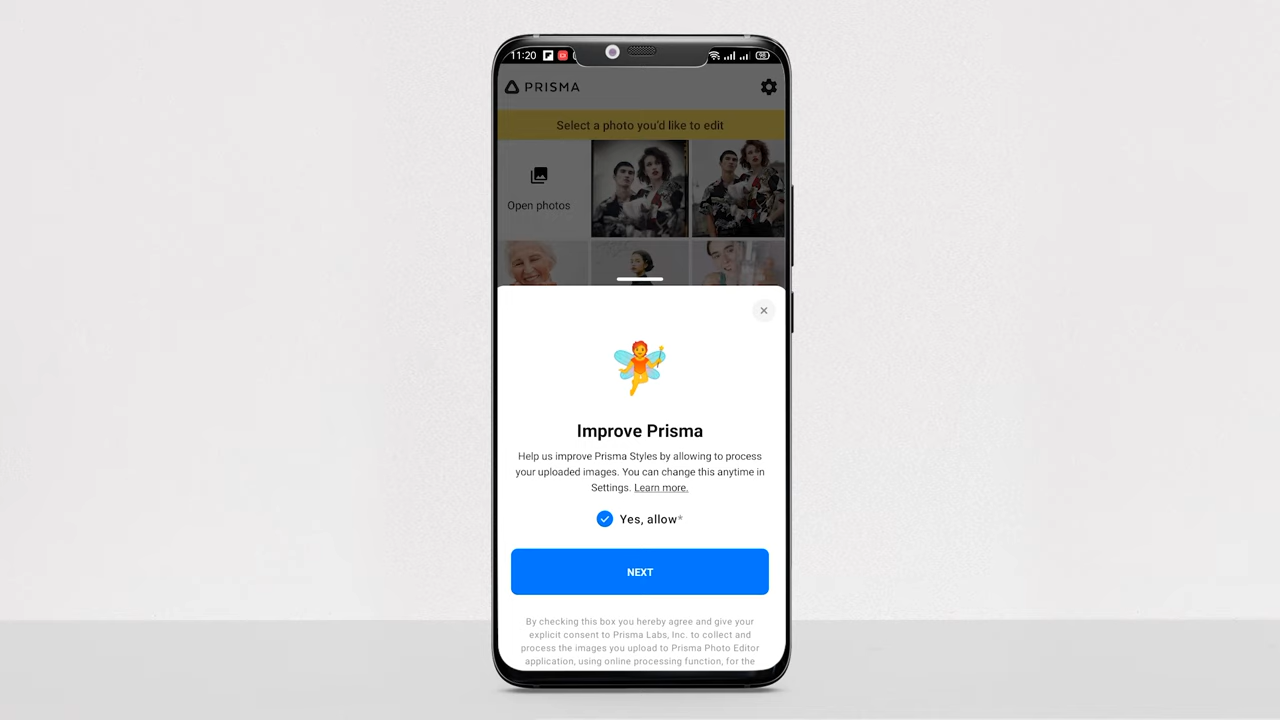 11:20
98
PRISMA
Select a photo you'd like to edit
Open photos
Improve Prisma
Help us improve Prisma Styles by allowing to process
your uploaded images. You can change this anytime in
Settings. Learn more.
Yes, allow*
NEXT
By checking this box you hereby agree and give your
explicit consent to Prisma Labs, Inc. to collect and
process the images you upload to Prisma Photo Editor
application, using online processing function, for the